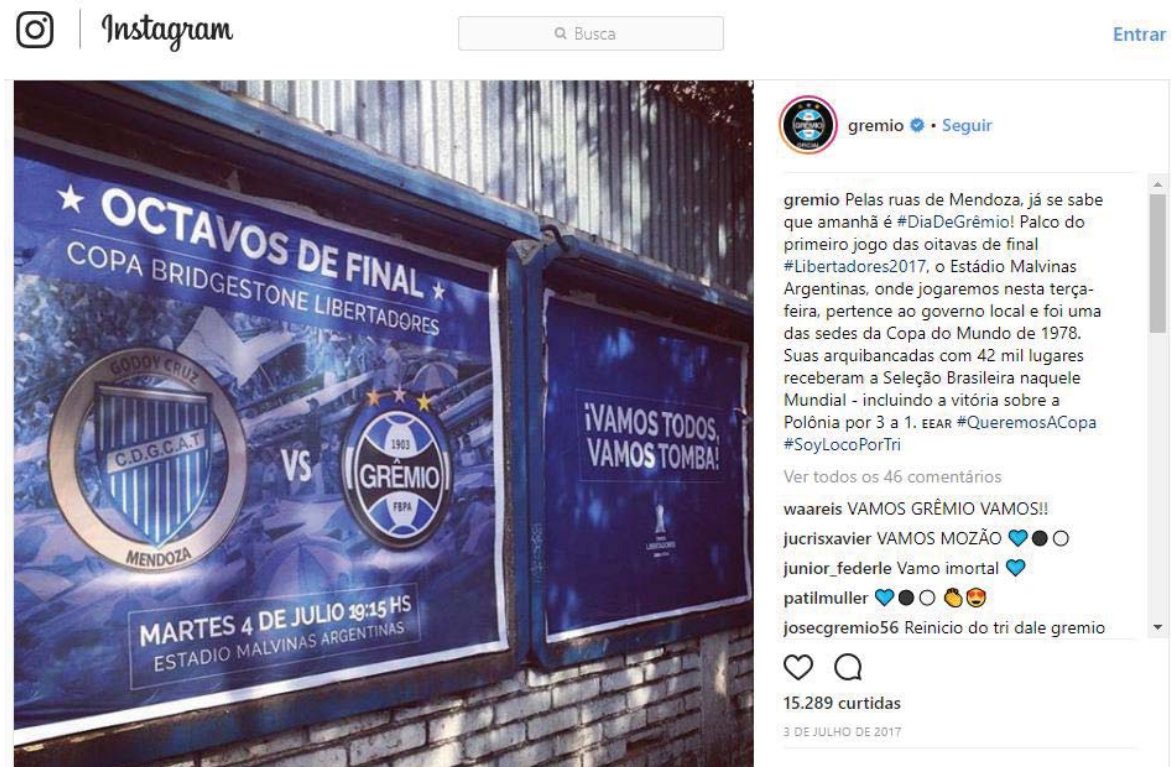 Instagram
Busca
Entrar
OCTAVOS DE FINAL
COPA BRIDGESTONE LIBERTADORES
GODOY CRUZ
C.D.G.C.A.T
MENDOZA
VS
1903
GRÊMIO
FBPA
MARTES 4 DE JULIO 19:15 HS
ESTADIO MALVINAS ARGENTINAS
¡VAMOS TODOS,
VAMOS TOMBA!
LIBERTADORES
GRÊMIO
OFICIAL
gremio • Seguir
gremio Pelas ruas de Mendoza, já se sabe
que amanhã é #DiaDeGrêmio! Palco do
primeiro jogo das oitavas de final
#Libertadores2017, o Estádio Malvinas
Argentinas, onde jogaremos nesta terça-
feira, pertence ao governo local e foi uma
das sedes da Copa do Mundo de 1978.
Suas arquibancadas com 42 mil lugares
receberam a Seleção Brasileira naquele
Mundial - incluindo a vitória sobre a
Polônia por 3 a 1. EEAR #QueremosACopa
#SoyLocoPorTri
Ver todos os 46 comentários
waareis VAMOS GRÊMIO VAMOS!!
jucrisxavier VAMOS MOZÃO 💙⚫⚪
junior_federle Vamo imortal 💙
patilmuller 💙⚫⚪ 👏😍
josecgremio56 Reinicio do tri dale gremio
15.289 curtidas
3 DE JULHO DE 2017